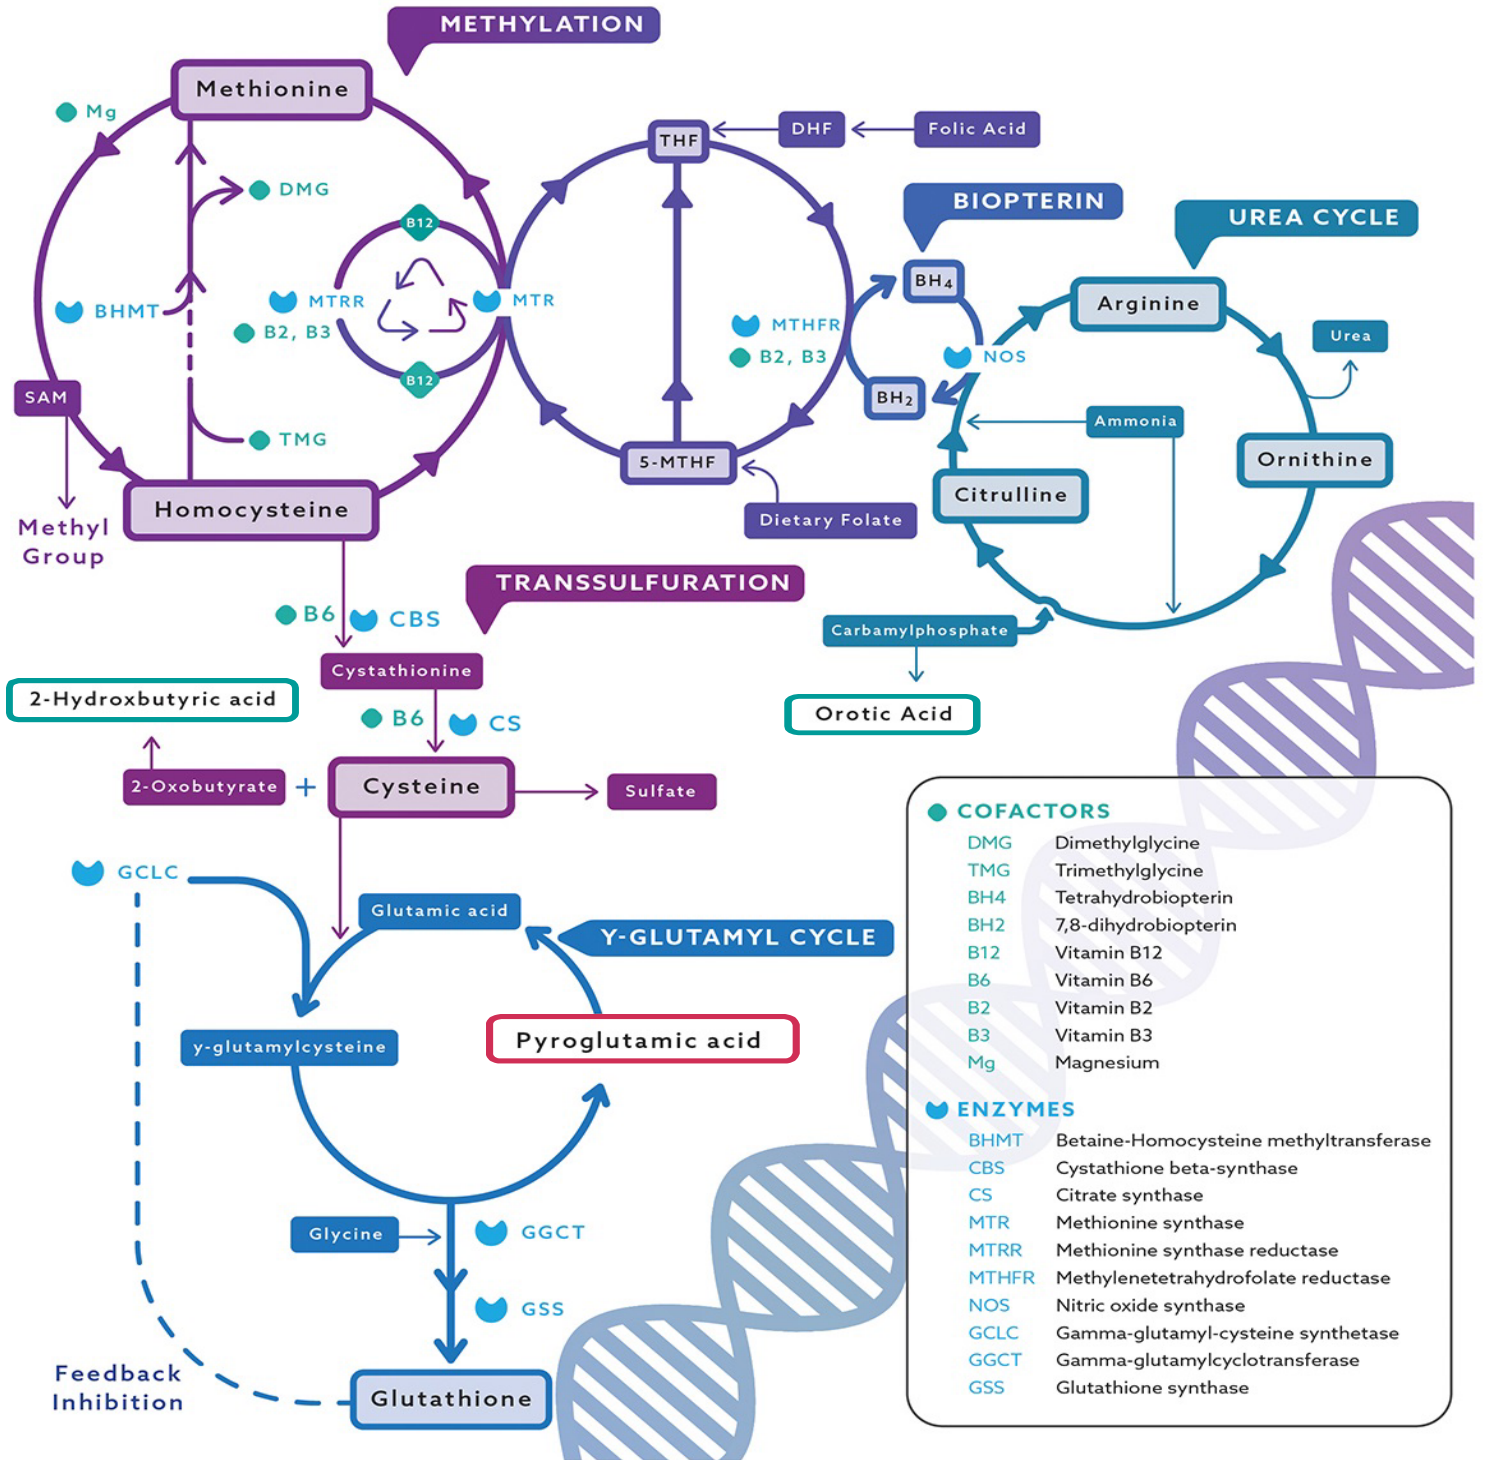 METHYLATION
Methionine
Mg
DMG
BHMT
MTRR
B2, B3
B12
B12
MTR
TMG
SAM
Homocysteine
Methyl
Group
THF
DHF
Folic Acid
MTHFR
B2, B3
5-MTHF
Dietary Folate
BIOPTERIN
BH4
BH2
NOS
UREA CYCLE
Arginine
Urea
Ammonia
Ornithine
Citrulline
Carbamylphosphate
Orotic Acid
TRANSSULFURATION
B6
CBS
Cystathionine
2-Hydroxbutyric acid
B6
CS
2-Oxobutyrate
+
Cysteine
Sulfate
GCLC
Glutamic acid
Y-GLUTAMYL CYCLE
y-glutamylcysteine
Pyroglutamic acid
Glycine
GGCT
GSS
Feedback
Inhibition
Glutathione
COFACTORS
DMG Dimethylglycine
TMG Trimethylglycine
BH4 Tetrahydrobiopterin
BH2 7,8-dihydrobiopterin
B12 Vitamin B12
B6 Vitamin B6
B2 Vitamin B2
B3 Vitamin B3
Mg Magnesium
ENZYMES
BHMT Betaine-Homocysteine methyltransferase
CBS Cystathione beta-synthase
CS Citrate synthase
MTR Methionine synthase
MTRR Methionine synthase reductase
MTHFR Methylenetetrahydrofolate reductase
NOS Nitric oxide synthase
GCLC Gamma-glutamyl-cysteine synthetase
GGCT Gamma-glutamylcyclotransferase
GSS Glutathione synthase